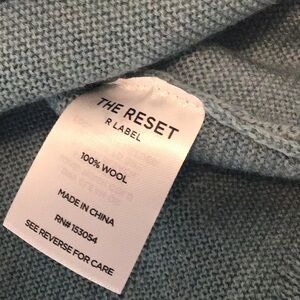 THE RESET
R LABEL
100% WOOL
MADE IN CHINA
RN# 153054
SEE REVERSE FOR CARE